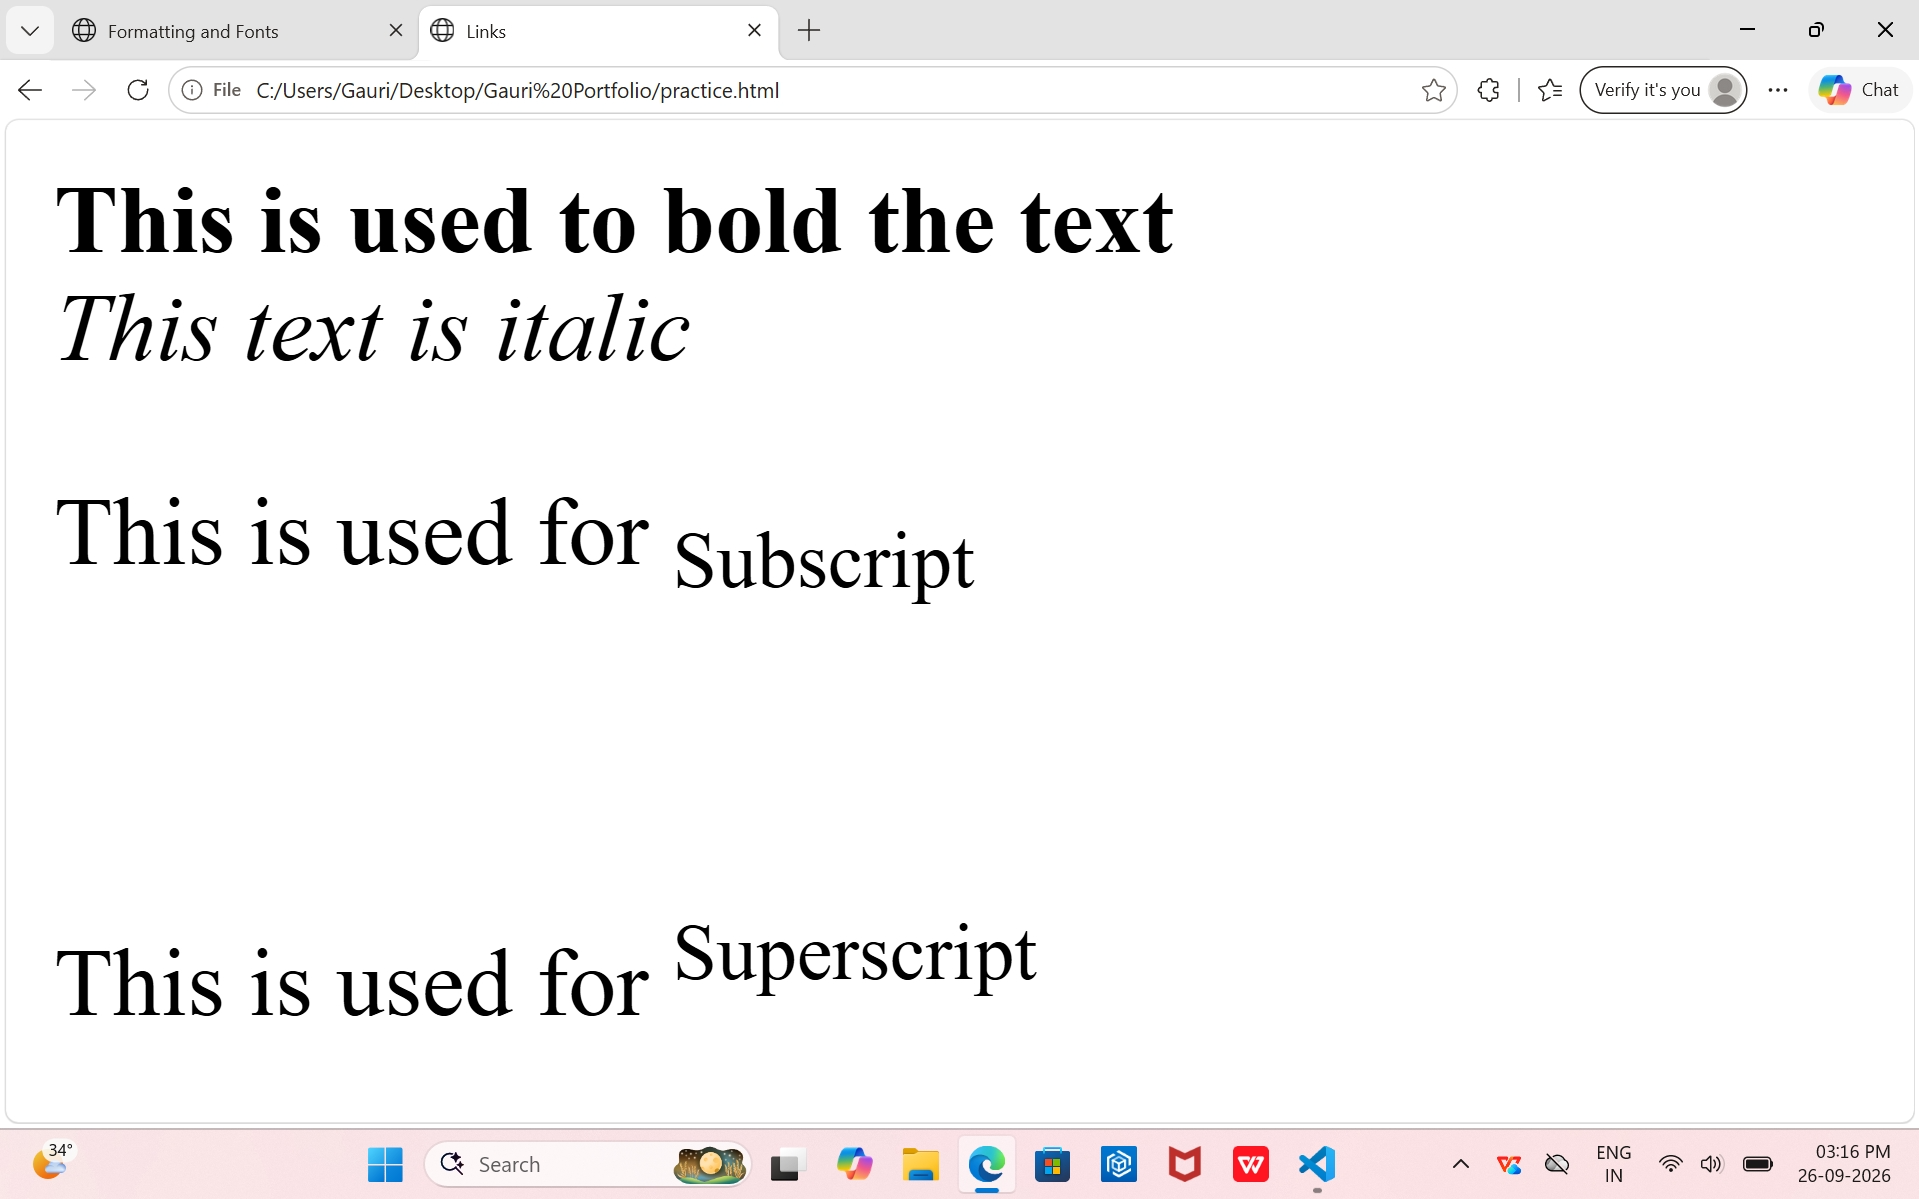 Formatting and Fonts
Links
File C:/Users/Gauri/Desktop/Gauri%20Portfolio/practice.html
Verify it's you
Chat
This is used to bold the text
This text is italic
This is used for Subscript
This is used for Superscript
34°
Search
ENG
IN
03:16 PM
26-09-2026